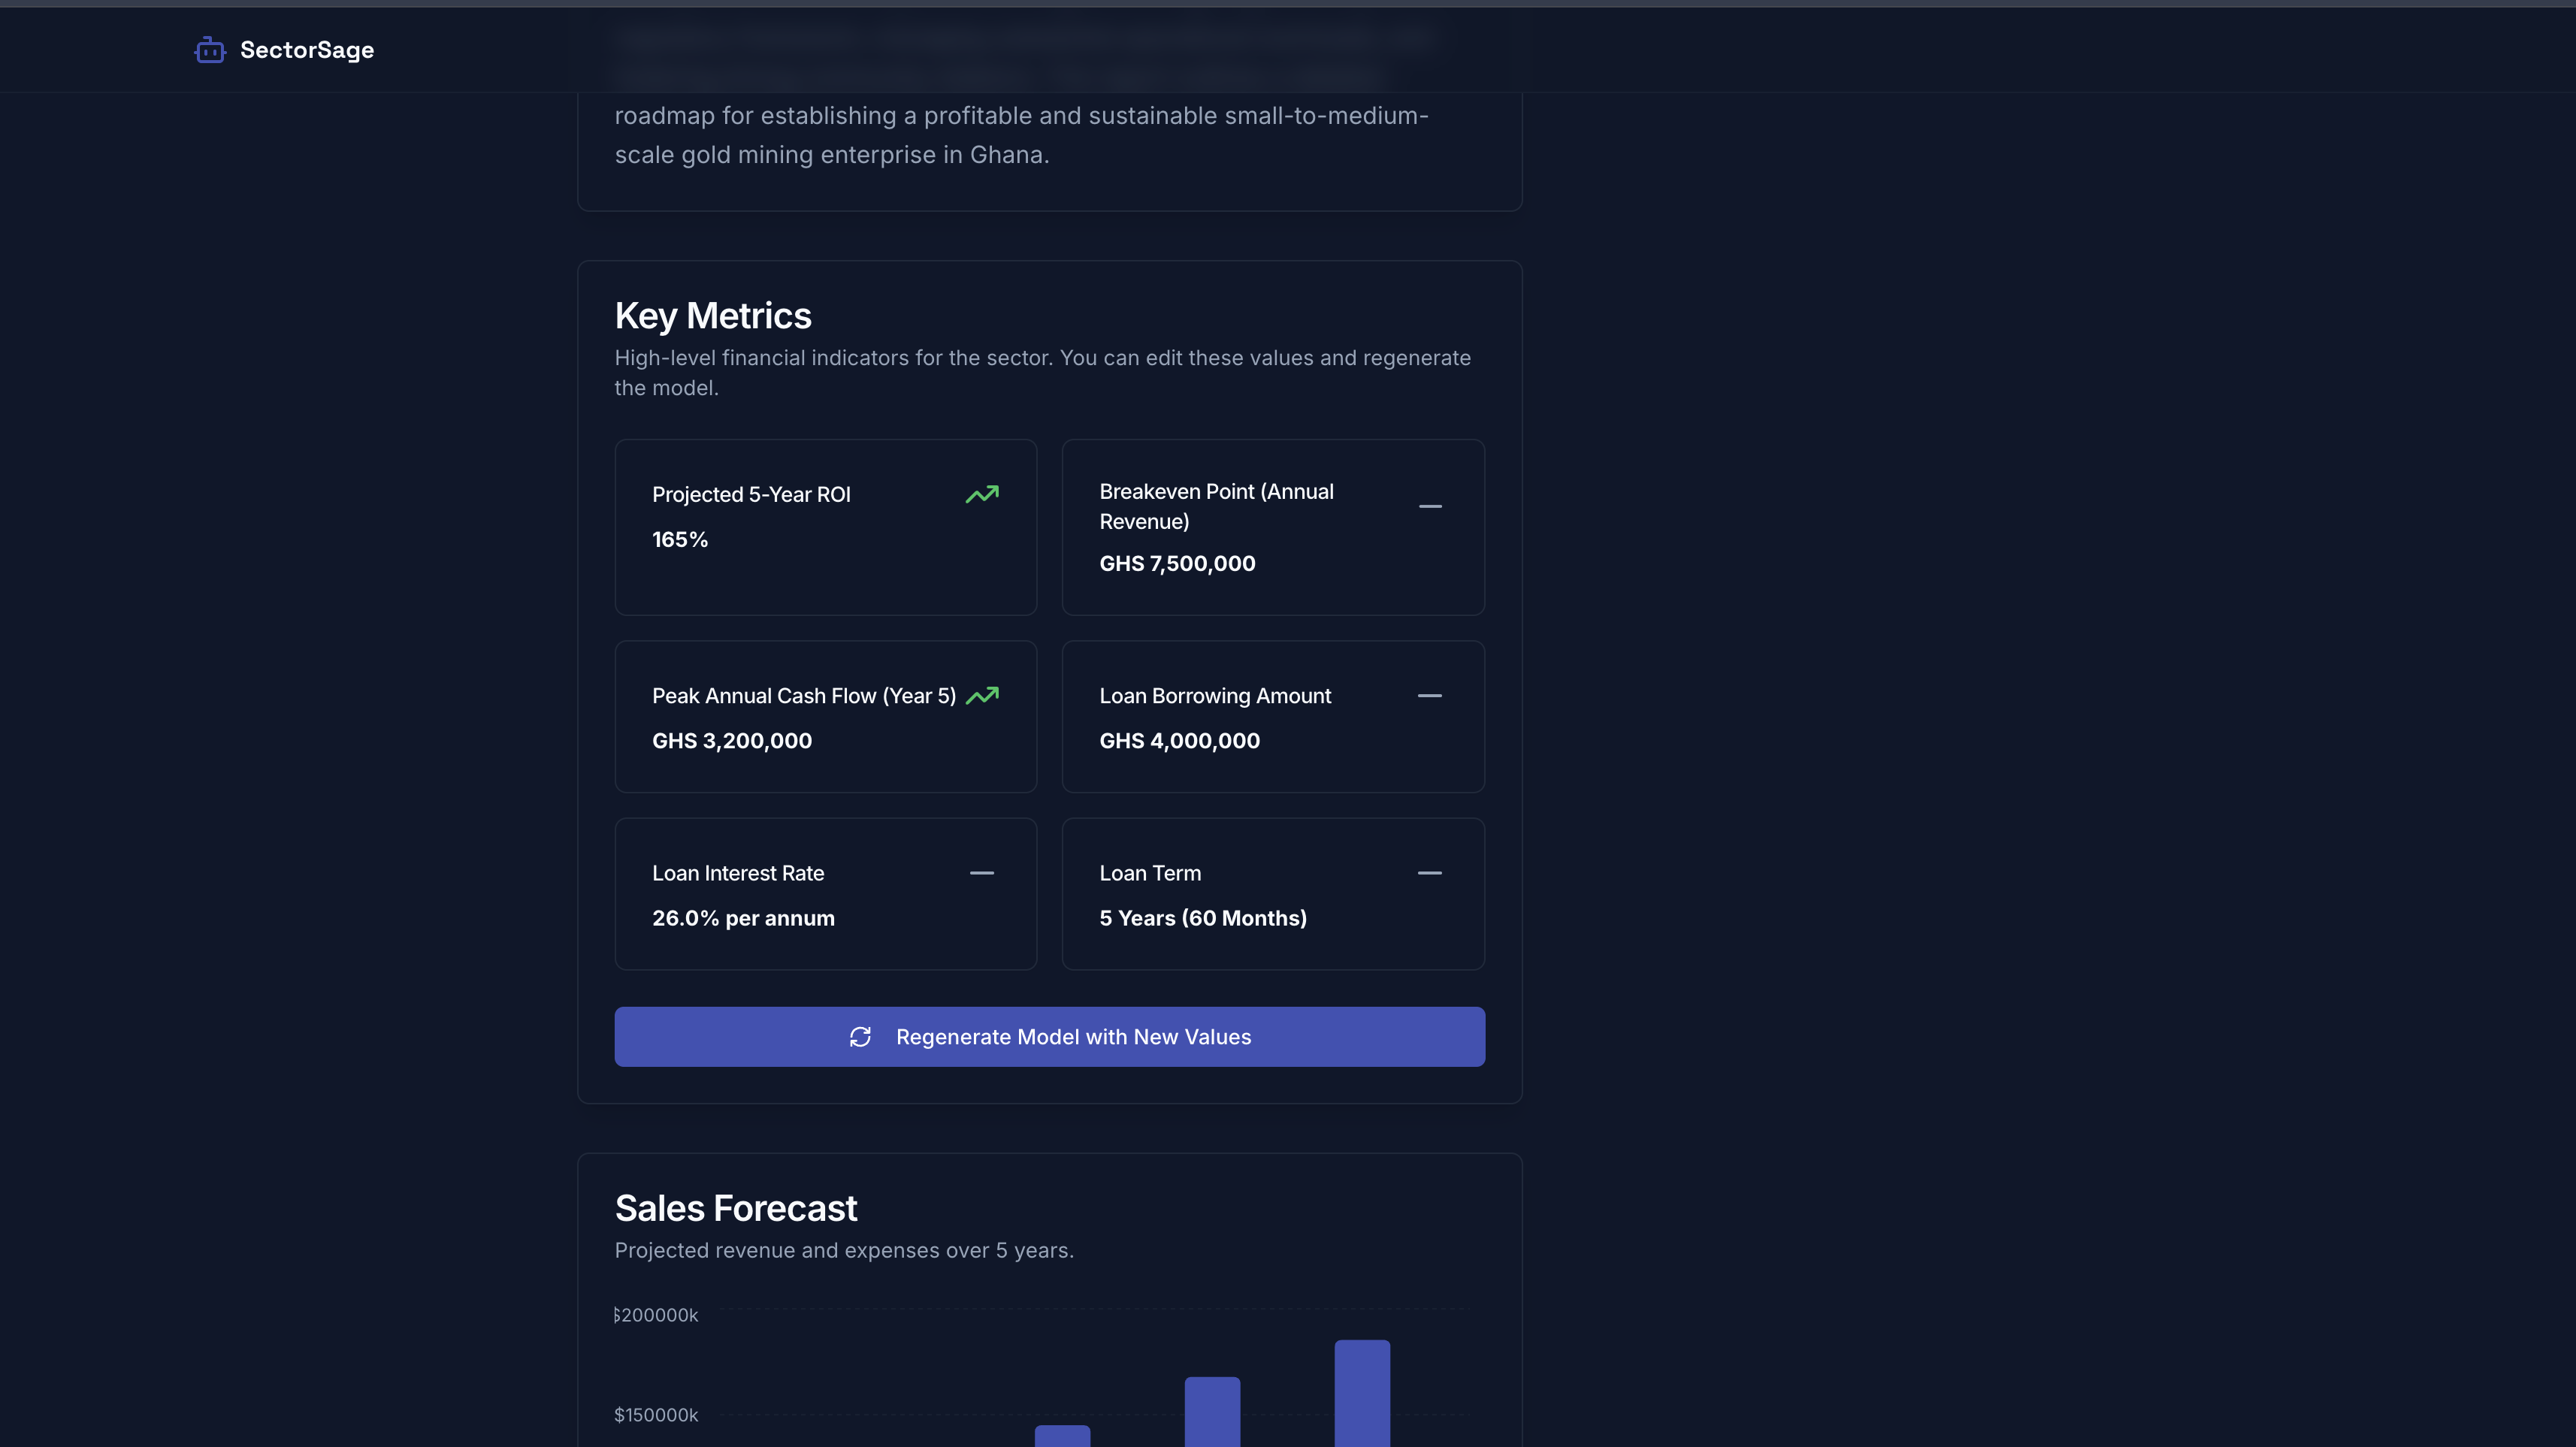 SectorSage
roadmap for establishing a profitable and sustainable small-to-medium-
scale gold mining enterprise in Ghana.
Key Metrics
High-level financial indicators for the sector. You can edit these values and regenerate
the model.
Projected 5-Year ROI
165%
Breakeven Point (Annual
Revenue)
GHS 7,500,000
Peak Annual Cash Flow (Year 5)
GHS 3,200,000
Loan Borrowing Amount
GHS 4,000,000
Loan Interest Rate
26.0% per annum
Loan Term
5 Years (60 Months)
Regenerate Model with New Values
Sales Forecast
Projected revenue and expenses over 5 years.
$200000k
$150000k